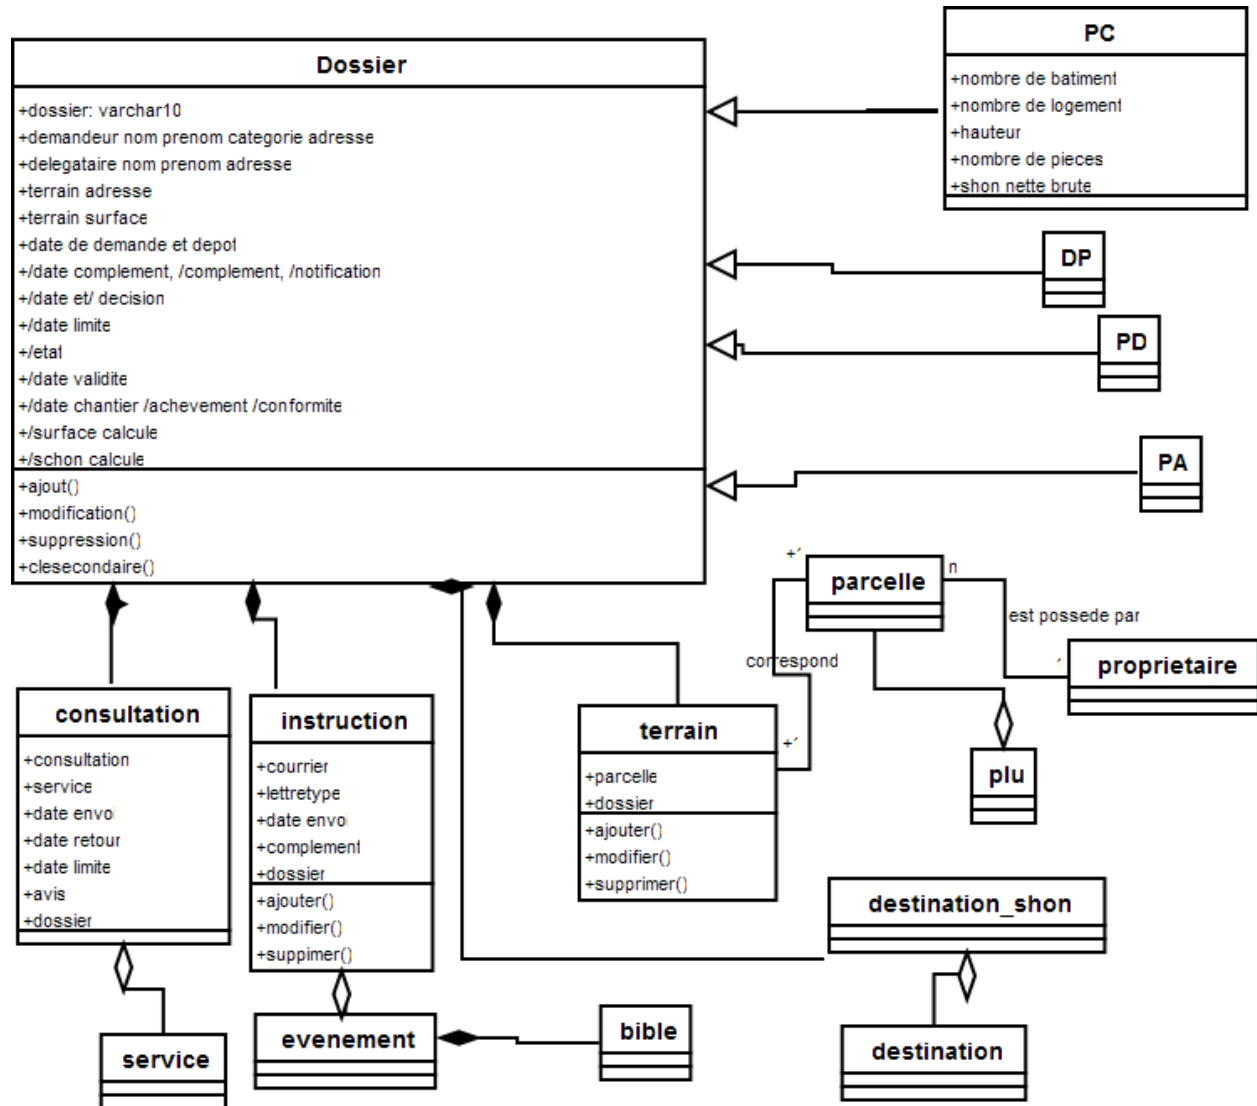 Dossier
+dossier: varchar10
+demandeur nom prenom categorie adresse
+delegataire nom prenom adresse
+terrain adresse
+terrain surface
+date de demande et depot
+/date complement, /complement, /notification
+/date et/ decision
+/date limite
+/etat
+/date validite
+/date chantier /achevement /conformite
+/surface calcule
+/schon calcule
+ajout()
+modification()
+suppression()
+clesecondaire()
PC
+nombre de batiment
+nombre de logement
+hauteur
+nombre de pieces
+shon nette brute
DP
PD
PA
parcelle
n
est possede par
proprietaire
correspond
plu
consultation
+consultation
+service
+date envoi
+date retour
+date limite
+avis
+dossier
instruction
+courrier
+lettretype
+date envoi
+complement
+dossier
+ajouter()
+modifier()
+suppimer()
terrain
+parcelle
+dossier
+ajouter()
+modifier()
+supprimer()
destination_shon
service
evenement
bible
destination